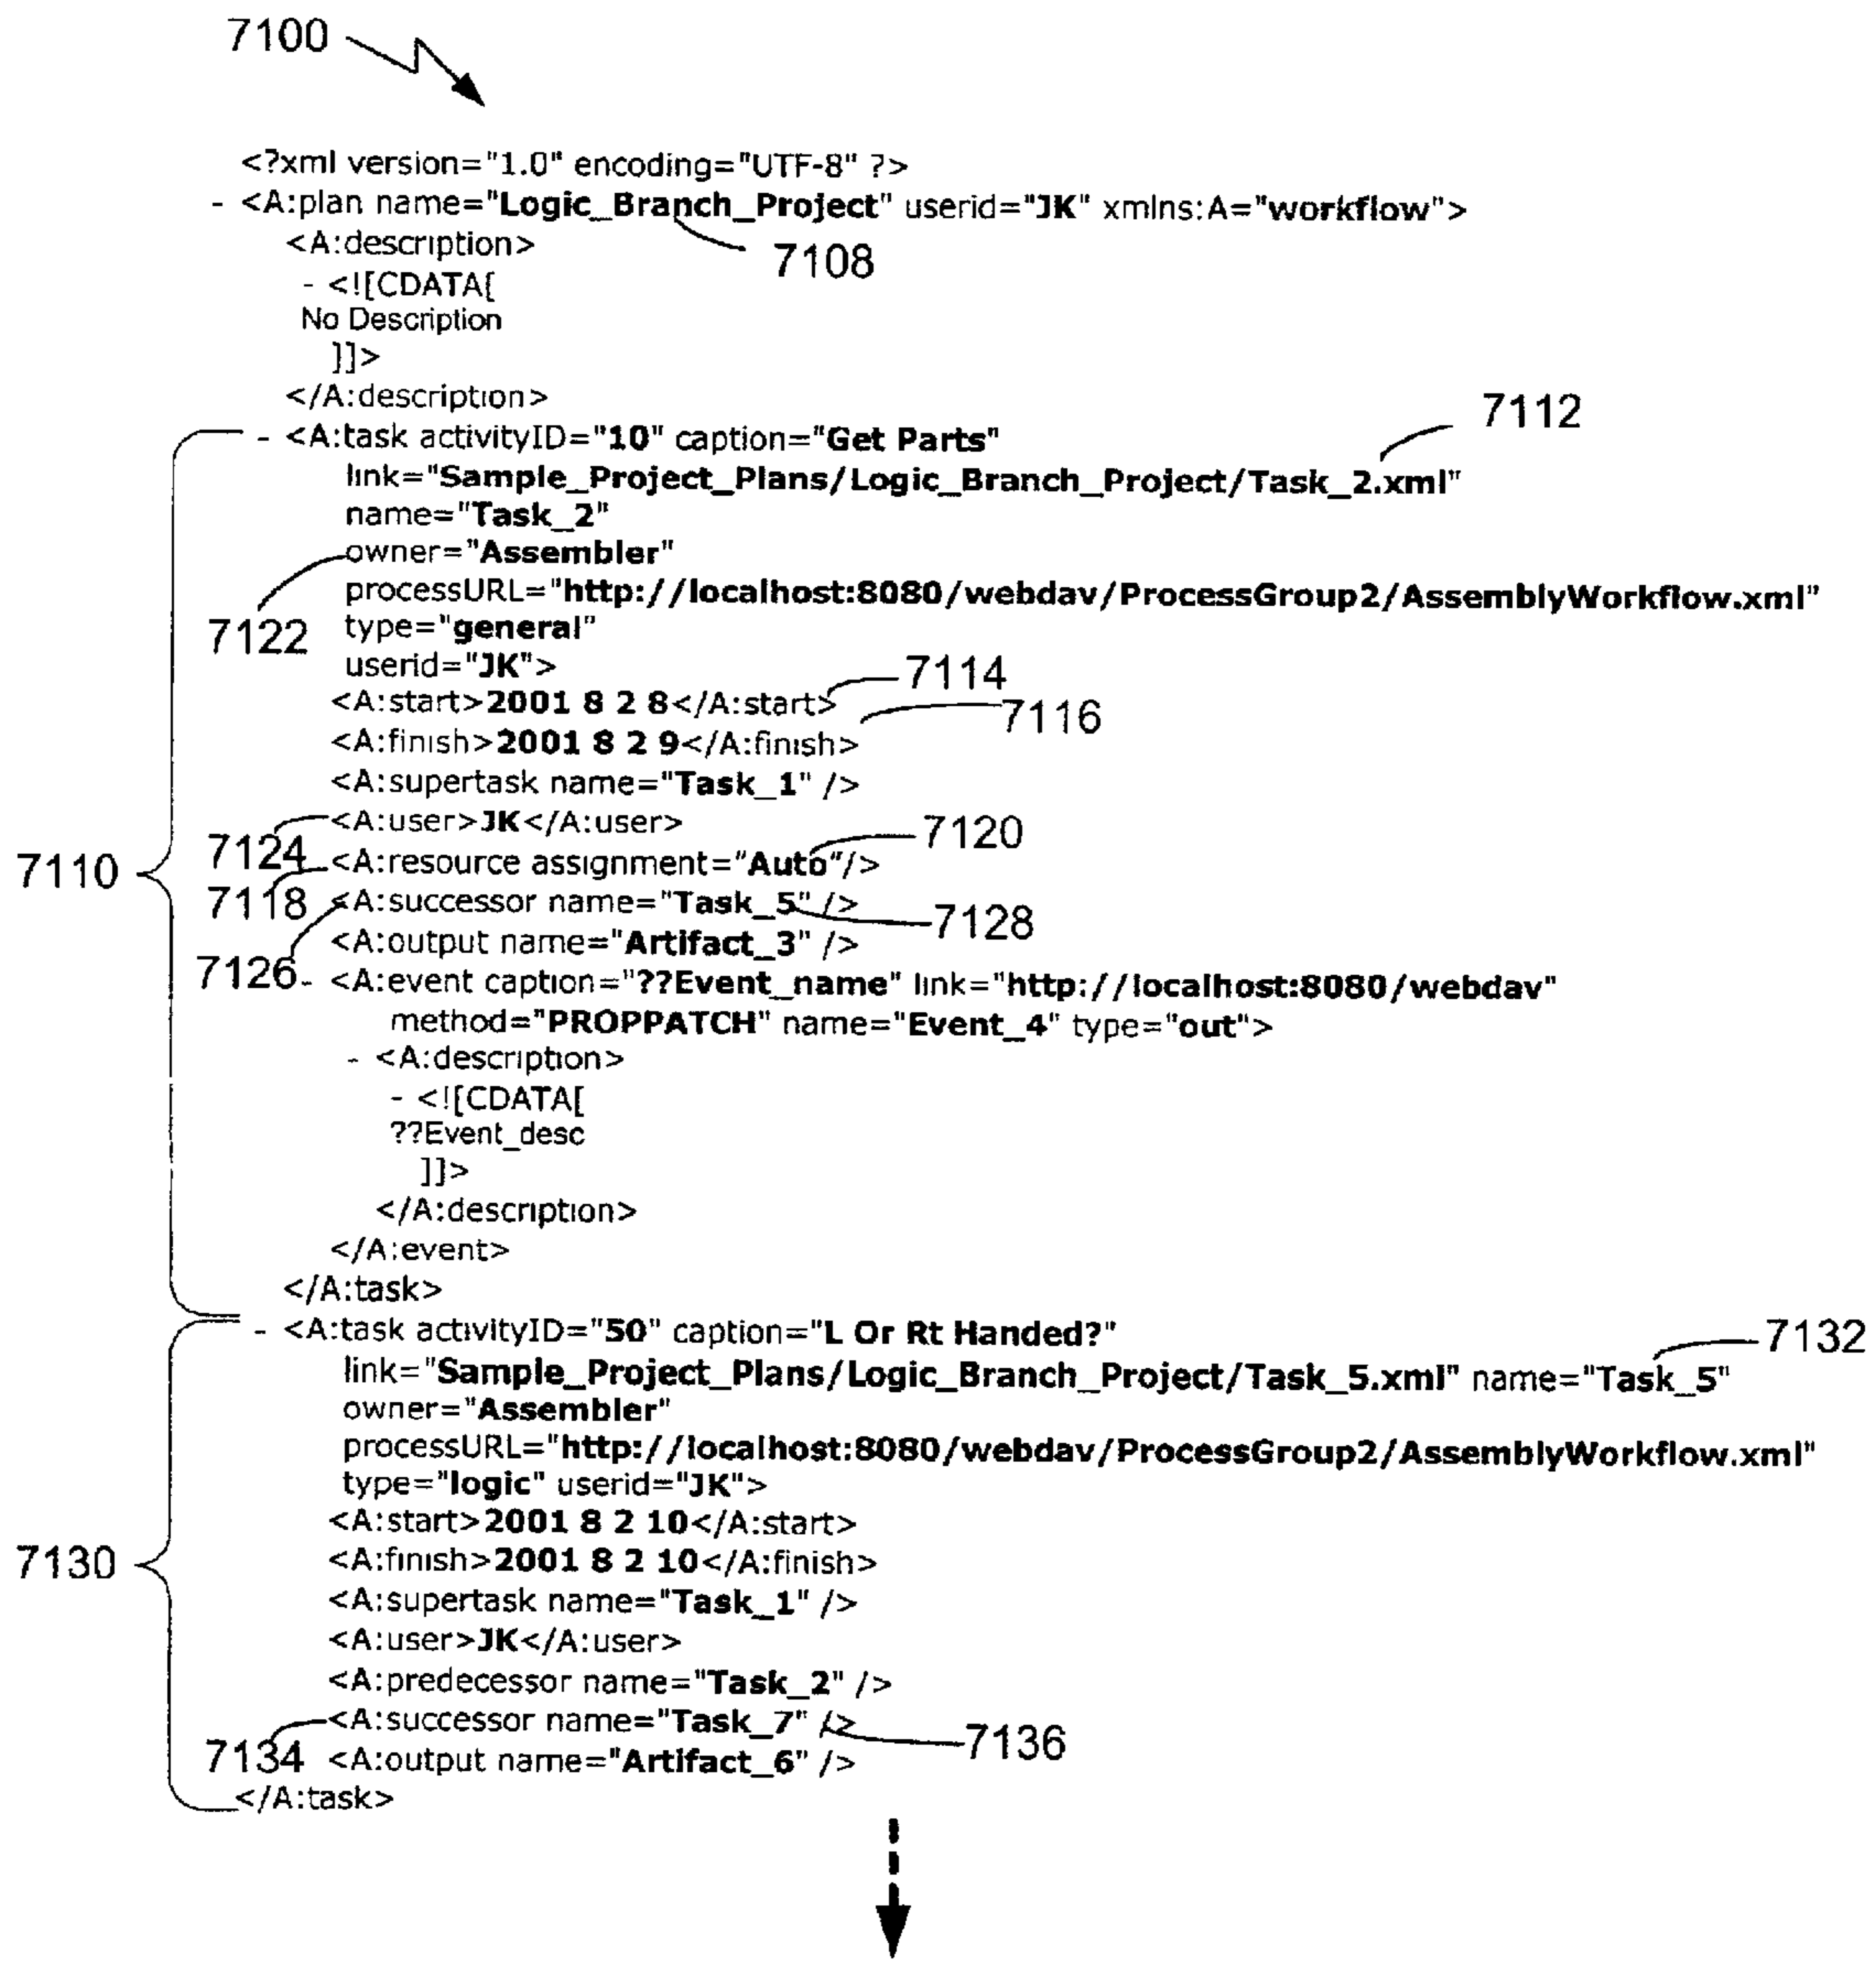 7100
<?xml version="1.0" encoding="UTF-8" ?>
- <A:plan name="Logic_Branch_Project" userid="JK" xmlns:A="workflow">
<A:description>
7108
- <![CDATA[
No Description
]]>
</A:description>
7112
- <A:task activityID="10" caption="Get Parts"
link="Sample_Project_Plans/Logic_Branch_Project/Task_2.xml"
name="Task_2"
owner="Assembler"
processURL="http://localhost:8080/webdav/ProcessGroup2/AssemblyWorkflow.xml"
7122
type="general"
userid="JK">
7114
<A:start>2001 8 2 8</A:start>
7116
<A:finish>2001 8 2 9</A:finish>
<A:supertask name="Task_1" />
<A:user>JK</A:user>
7120
7110
7124
<A:resource assignment="Auto"/>
7118
<A:successor name="Task_5" />
7128
<A:output name="Artifact_3" />
7126
- <A:event caption="??Event_name" link="http://localhost:8080/webdav"
method="PROPPATCH" name="Event_4" type="out">
- <A:description>
- <![CDATA[
??Event_desc
]]>
</A:description>
</A:event>
</A:task>
- <A:task activityID="50" caption="L Or Rt Handed?"
7132
link="Sample_Project_Plans/Logic_Branch_Project/Task_5.xml" name="Task_5"
owner="Assembler"
processURL="http://localhost:8080/webdav/ProcessGroup2/AssemblyWorkflow.xml"
type="logic" userid="JK">
<A:start>2001 8 2 10</A:start>
7130
<A:finish>2001 8 2 10</A:finish>
<A:supertask name="Task_1" />
<A:user>JK</A:user>
<A:predecessor name="Task_2" />
<A:successor name="Task_7" />
7136
7134
<A:output name="Artifact_6" />
</A:task>